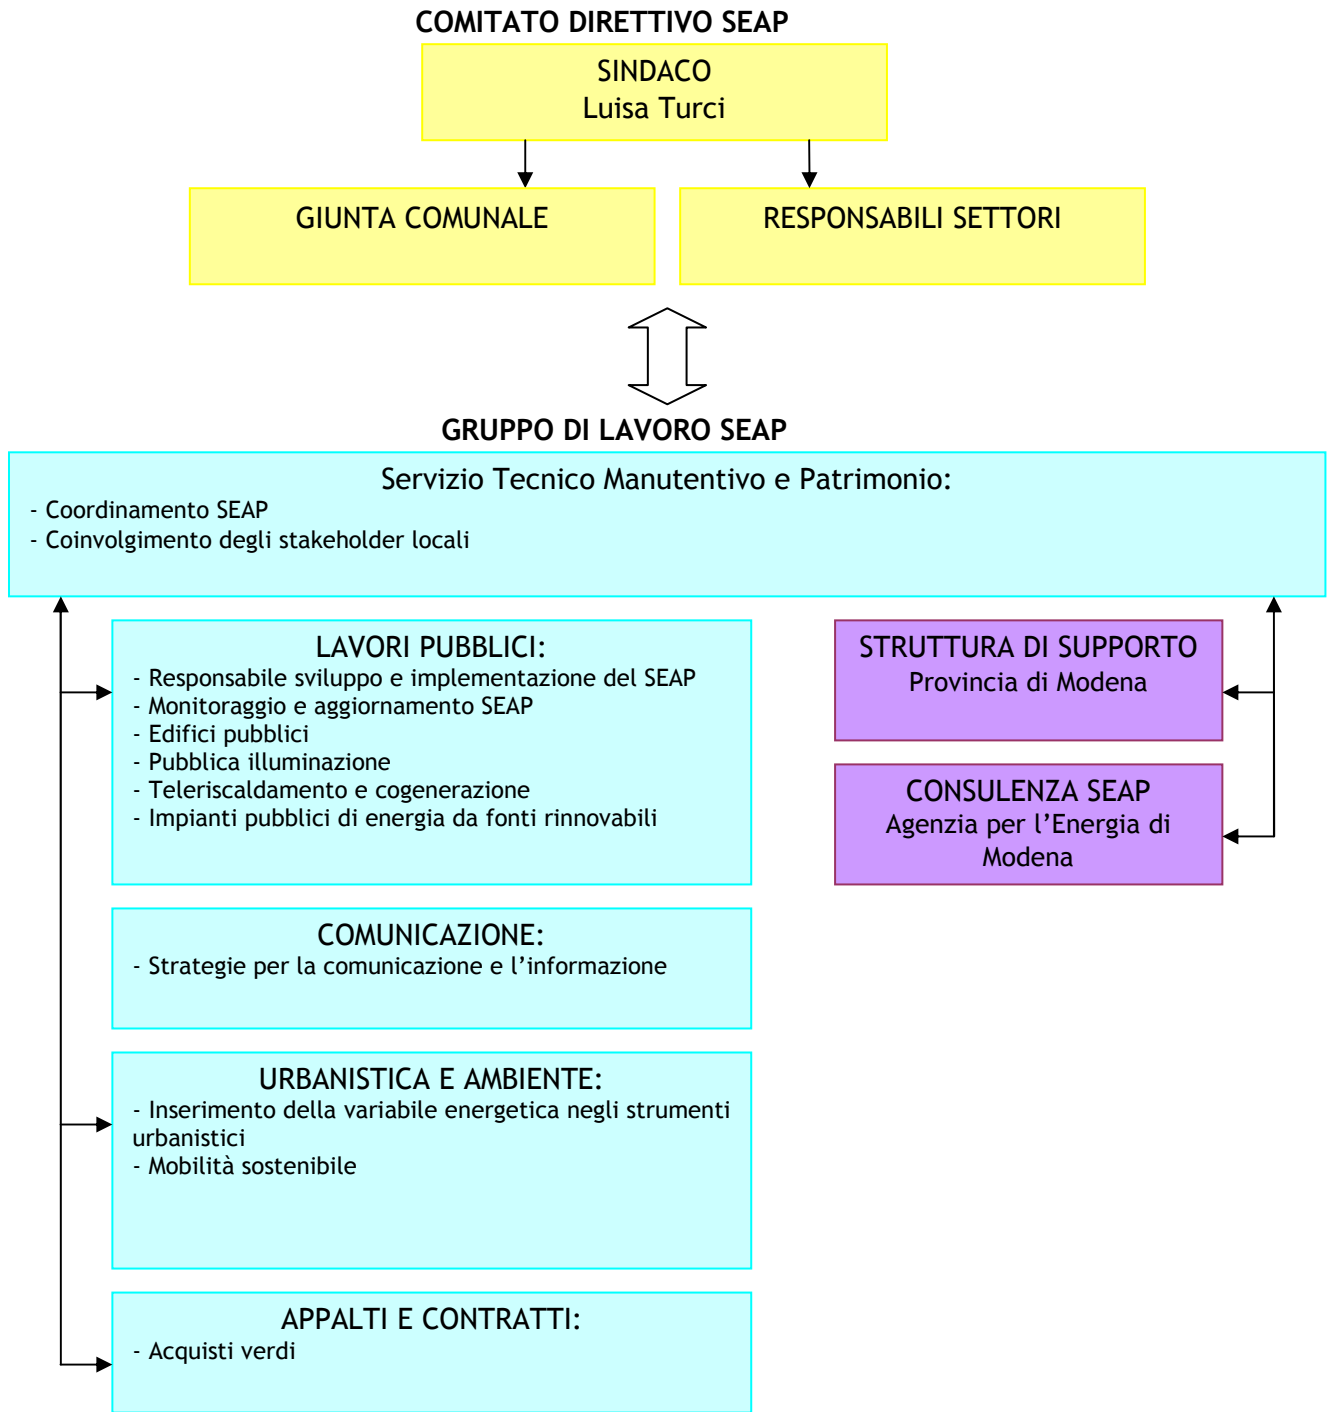 COMITATO DIRETTIVO SEAP
SINDACO
Luisa Turci
GIUNTA COMUNALE
RESPONSABILI SETTORI
GRUPPO DI LAVORO SEAP
Servizio Tecnico Manutentivo e Patrimonio:
- Coordinamento SEAP
- Coinvolgimento degli stakeholder locali
LAVORI PUBBLICI:
- Responsabile sviluppo e implementazione del SEAP
- Monitoraggio e aggiornamento SEAP
- Edifici pubblici
- Pubblica illuminazione
- Teleriscaldamento e cogenerazione
- Impianti pubblici di energia da fonti rinnovabili
STRUTTURA DI SUPPORTO
Provincia di Modena
CONSULENZA SEAP
Agenzia per l’Energia di
Modena
COMUNICAZIONE:
- Strategie per la comunicazione e l’informazione
URBANISTICA E AMBIENTE:
- Inserimento della variabile energetica negli strumenti
urbanistici
- Mobilità sostenibile
APPALTI E CONTRATTI:
- Acquisti verdi